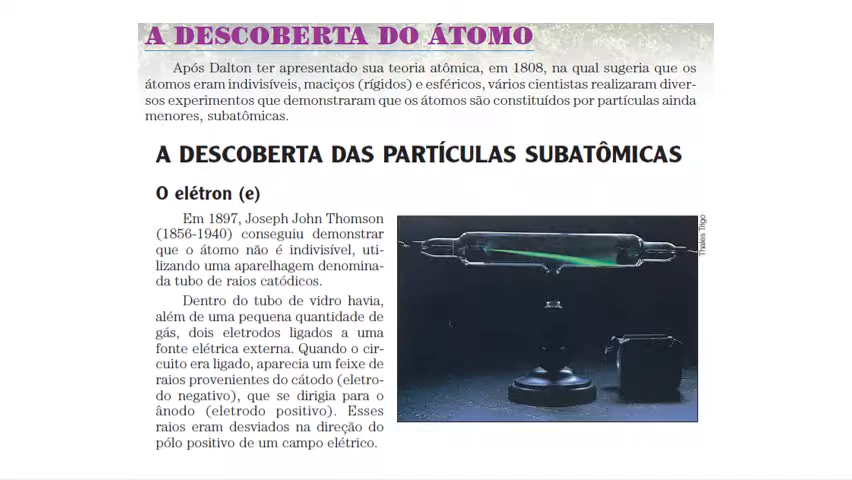 A DESCOBERTA DO ÁTOMO
Após Dalton ter apresentado sua teoria atômica, em 1808, na qual sugeria que os
átomos eram indivisíveis, maciços (rígidos) e esféricos, vários cientistas realizaram diver-
sos experimentos que demonstraram que os átomos são constituídos por partículas ainda
menores, subatômicas.
A DESCOBERTA DAS PARTÍCULAS SUBATÔMICAS
O elétron (e)
Em 1897, Joseph John Thomson
(1856-1940) conseguiu demonstrar
que o átomo não é indivisível, uti-
lizando uma aparelhagem denomina-
da tubo de raios catódicos.
Dentro do tubo de vidro havia,
além de uma pequena quantidade de
gás, dois eletrodos ligados a uma
fonte elétrica externa. Quando o cir-
cuito era ligado, aparecia um feixe de
raios provenientes do cátodo (eletro-
do negativo), que se dirigia para o
ânodo (eletrodo positivo). Esses
raios eram desviados na direção do
pólo positivo de um campo elétrico.
Thales Trigo